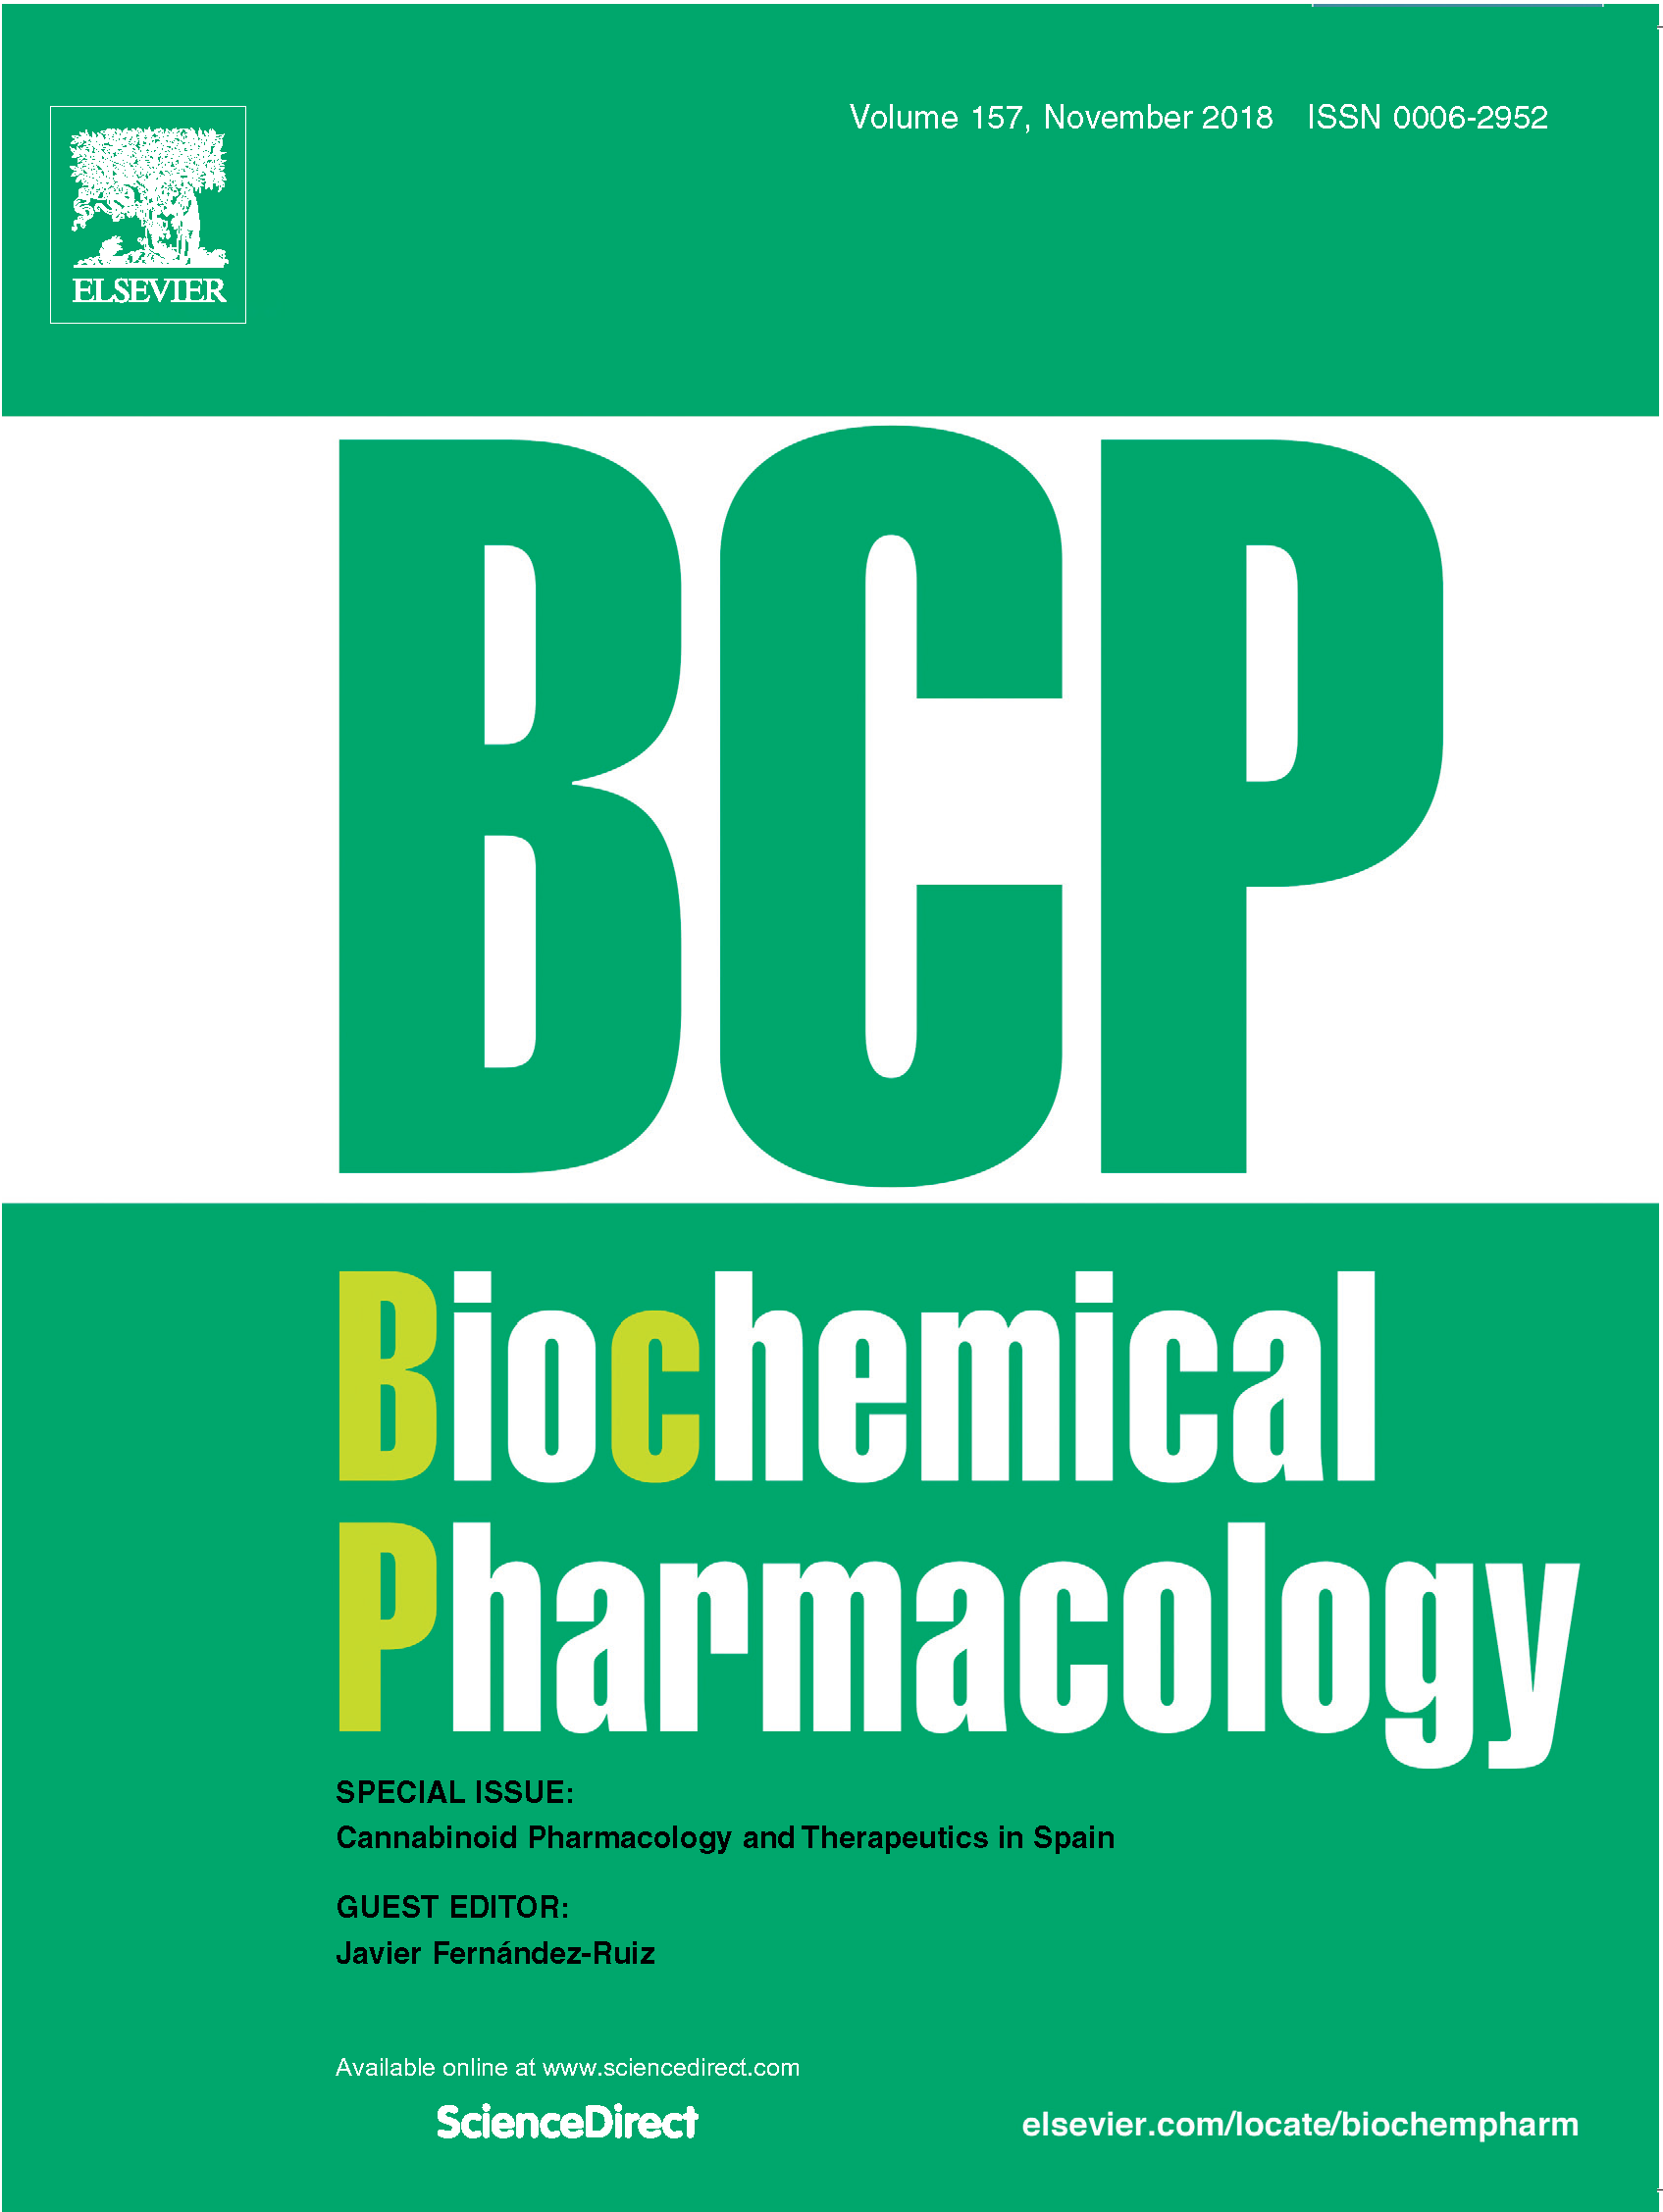 Volume 157, November 2018 ISSN 0006-2952
ELSEVIER
BCP
Biochemical
Pharmacology
SPECIAL ISSUE:
Cannabinoid Pharmacology and Therapeutics in Spain
GUEST EDITOR:
Javier Fernández-Ruiz
Available online at www.sciencedirect.com
ScienceDirect
elsevier.com/locate/biochempharm